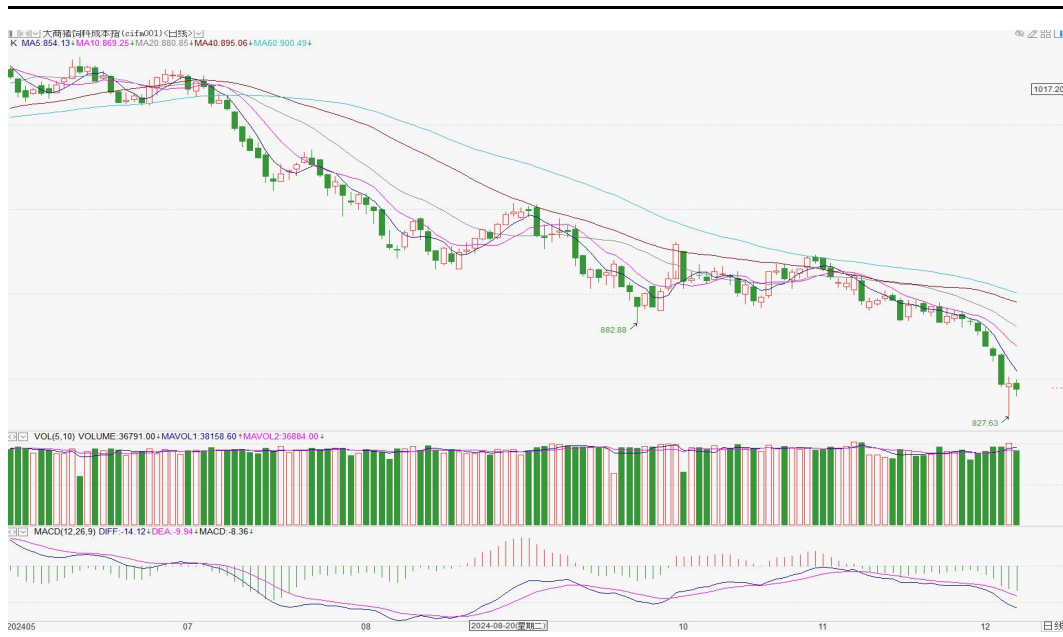 大商猪饲料成本指(cifm001)<日线>
K MA5:854.13↓MA10:869.25↓MA20:880.85↓MA40:895.06↓MA60:900.49↓
1017.20
882.88
827.63
VOL(5,10) VOLUME:36791.00↓MAVOL1:38158.60↑MAVOL2:36884.00↓
MACD(12,26,9) DIFF:-14.12↓DEA:-9.94↓MACD:-8.36↓
202405 07 08 2024-08-20(星期二) 10 11 12 日线